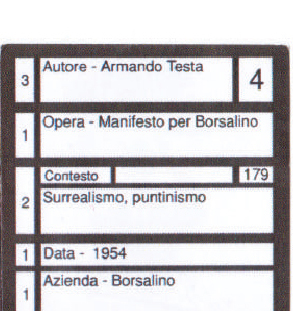 3 Autore - Armando Testa 4
1 Opera - Manifesto per Borsalino
Contesto 179
2 Surrealismo, puntinismo
1 Data - 1954
1 Azienda - Borsalino